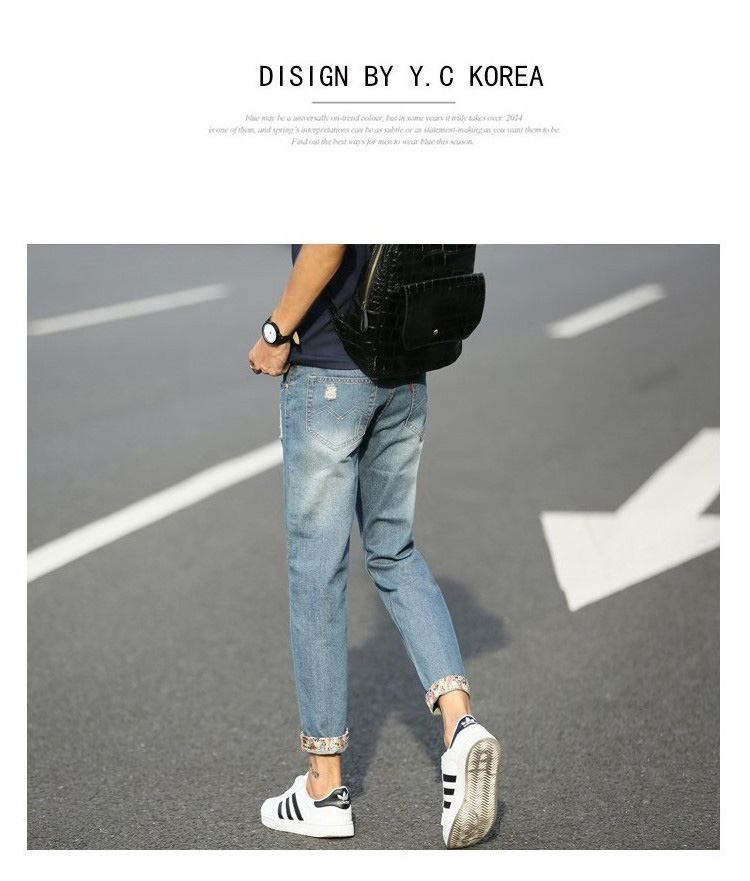 DISIGN BY Y.C KOREA
blue may be a universally on-trend colour, but in some years it truly takes over. 2014
is one of them, and spring's interpretations can be as subtle or as statement-making as you want them to be.
Find out the best ways for men to wear blue this season.